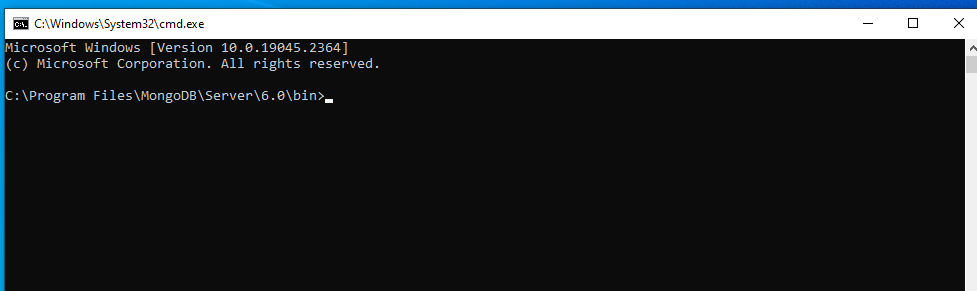 C:\Windows\System32\cmd.exe
Microsoft Windows [Version 10.0.19045.2364]
(c) Microsoft Corporation. All rights reserved.
C:\Program Files\MongoDB\Server\6.0\bin>